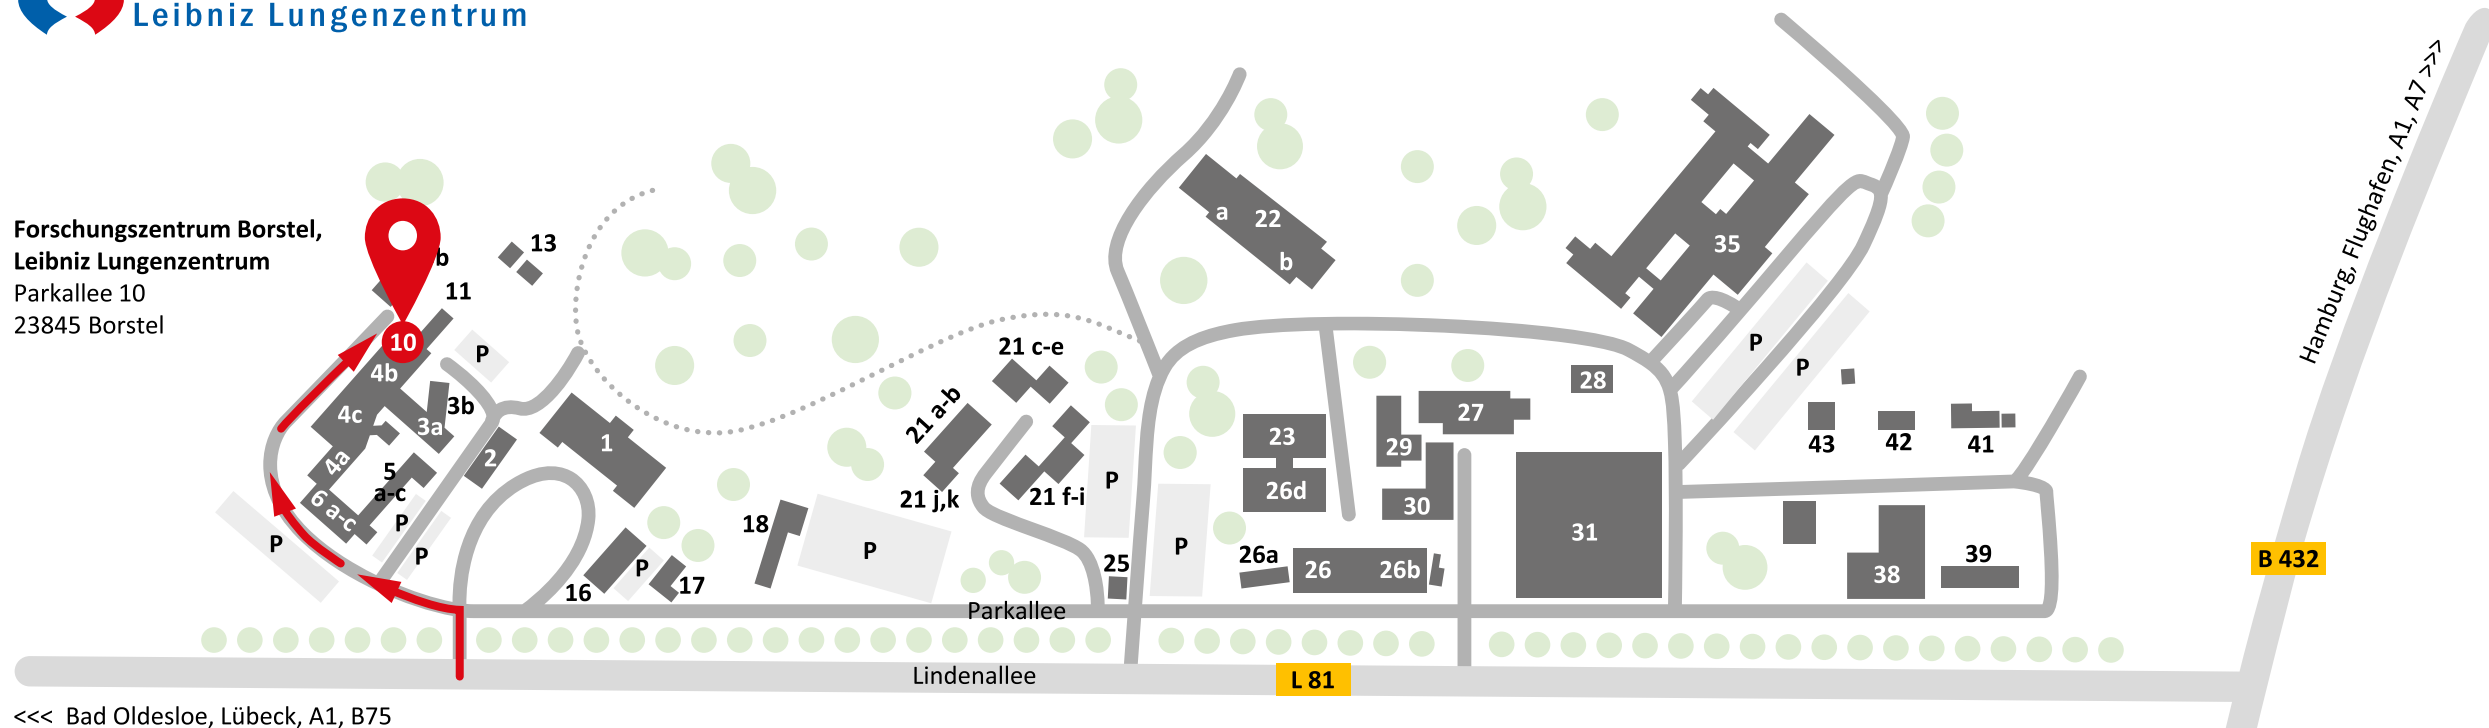 Leibniz Lungenzentrum
Forschungszentrum Borstel,
Leibniz Lungenzentrum
Parkallee 10
23845 Borstel
b
11
13
10
P
4b
4c
3b
3a
4a
5
a-c
6 a-c
2
1
P
P
P
16
P
17
18
P
21 a-b
21 c-e
21 j,k
21 f-i
P
25
P
a
22
b
23
26d
26a
26
26b
27
28
29
30
31
35
P
P
43
42
41
38
39
Parkallee
Lindenallee
L 81
B 432
Hamburg, Flughafen, A1, A7 >>>
<<< Bad Oldesloe, Lübeck, A1, B75